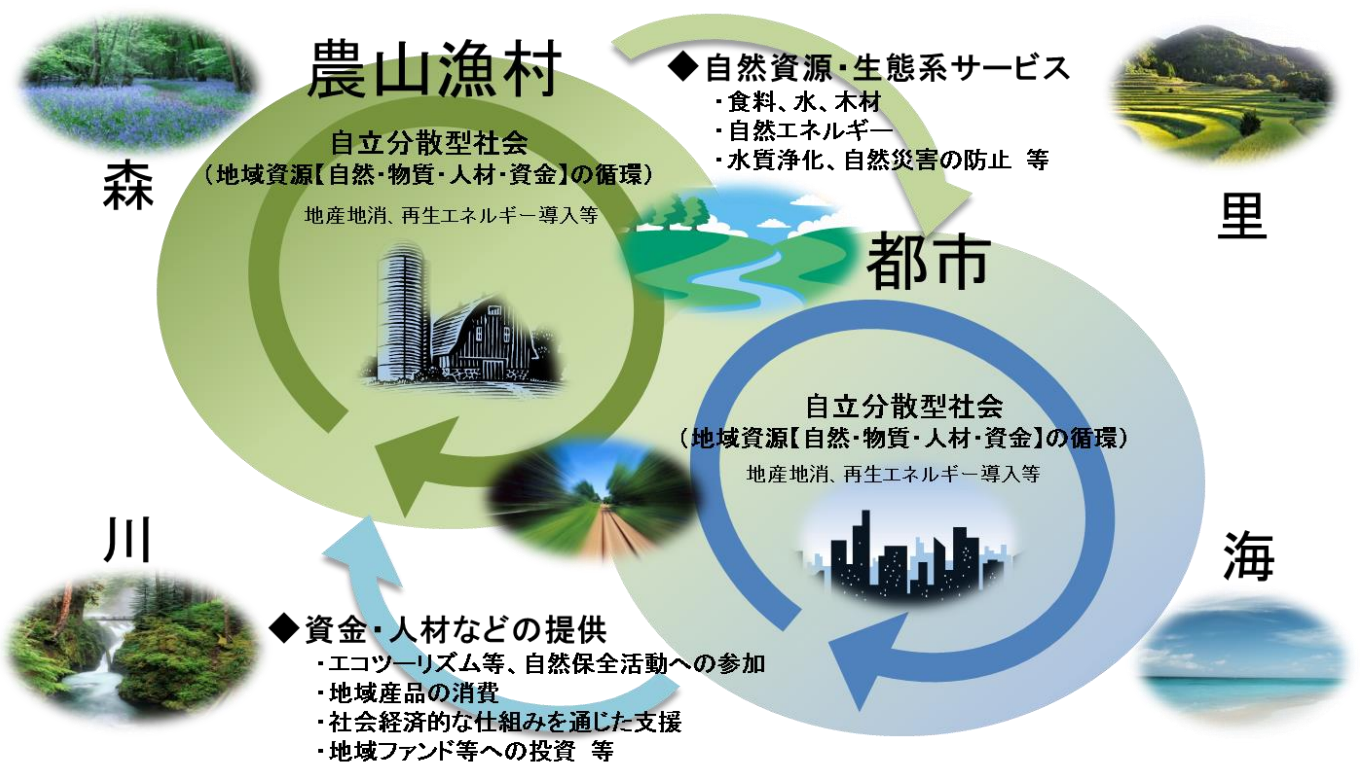 農山漁村
自立分散型社会
(地域資源【自然・物質・人材・資金】の循環)
地産地消、再生エネルギー導入等
◆自然資源・生態系サービス
・食料、水、木材
・自然エネルギー
・水質浄化、自然災害の防止 等
森
里
都市
自立分散型社会
(地域資源【自然・物質・人材・資金】の循環)
地産地消、再生エネルギー導入等
川
海
◆資金・人材などの提供
・エコツーリズム等、自然保全活動への参加
・地域産品の消費
・社会経済的な仕組みを通じた支援
・地域ファンド等への投資 等